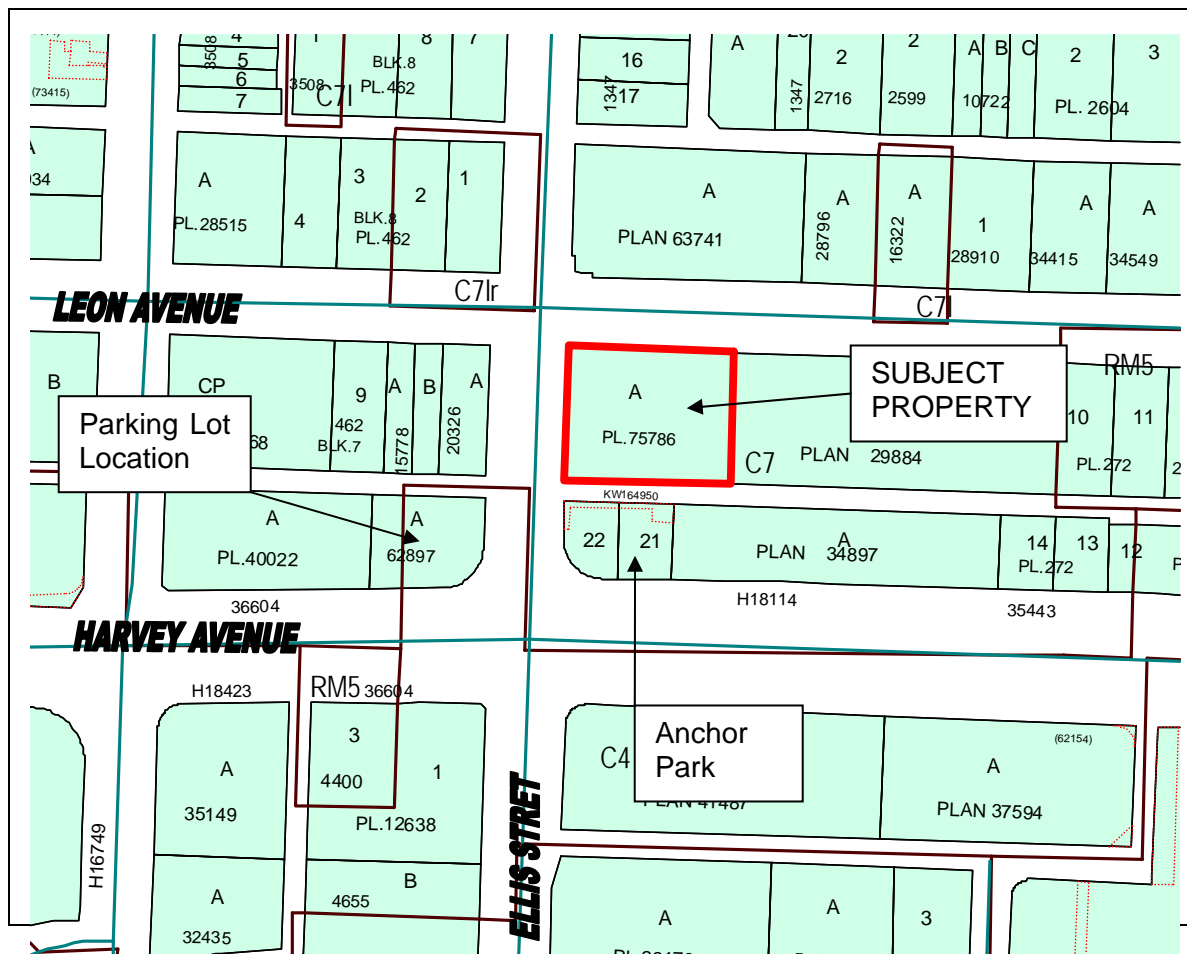 4
1
8
7
A
2
2
A
B
C
2
3
3508
5
6
7
3508
BLK.8
PL.462
C7I
16
1347
17
1347
2716
2599
10722
PL. 2604
(73415)
A
PL.28515
4
3
BLK.8
PL.462
2
1
A
PLAN 63741
A
28796
A
16322
1
28910
A
34415
A
34549
C7lr
C7l
LEON AVENUE
B
CP
9
462
BLK.7
A
15778
B
A
20326
A
PL. 75786
SUBJECT
PROPERTY
RM5
10
11
PL.272
C7
PLAN 29884
Parking Lot
Location
KW164950
A
PL.40022
A
62897
22
21
A
PLAN 34897
14
13
12
PL.272
36604
H18114
35443
HARVEY AVENUE
H18423
RM5
36604
3
4400
1
PL.12638
A
35149
C4
Anchor
Park
PLAN 41487
(62154)
A
PLAN 37594
H16749
ELLIS STRET
A
32435
B
4655
A
A
3